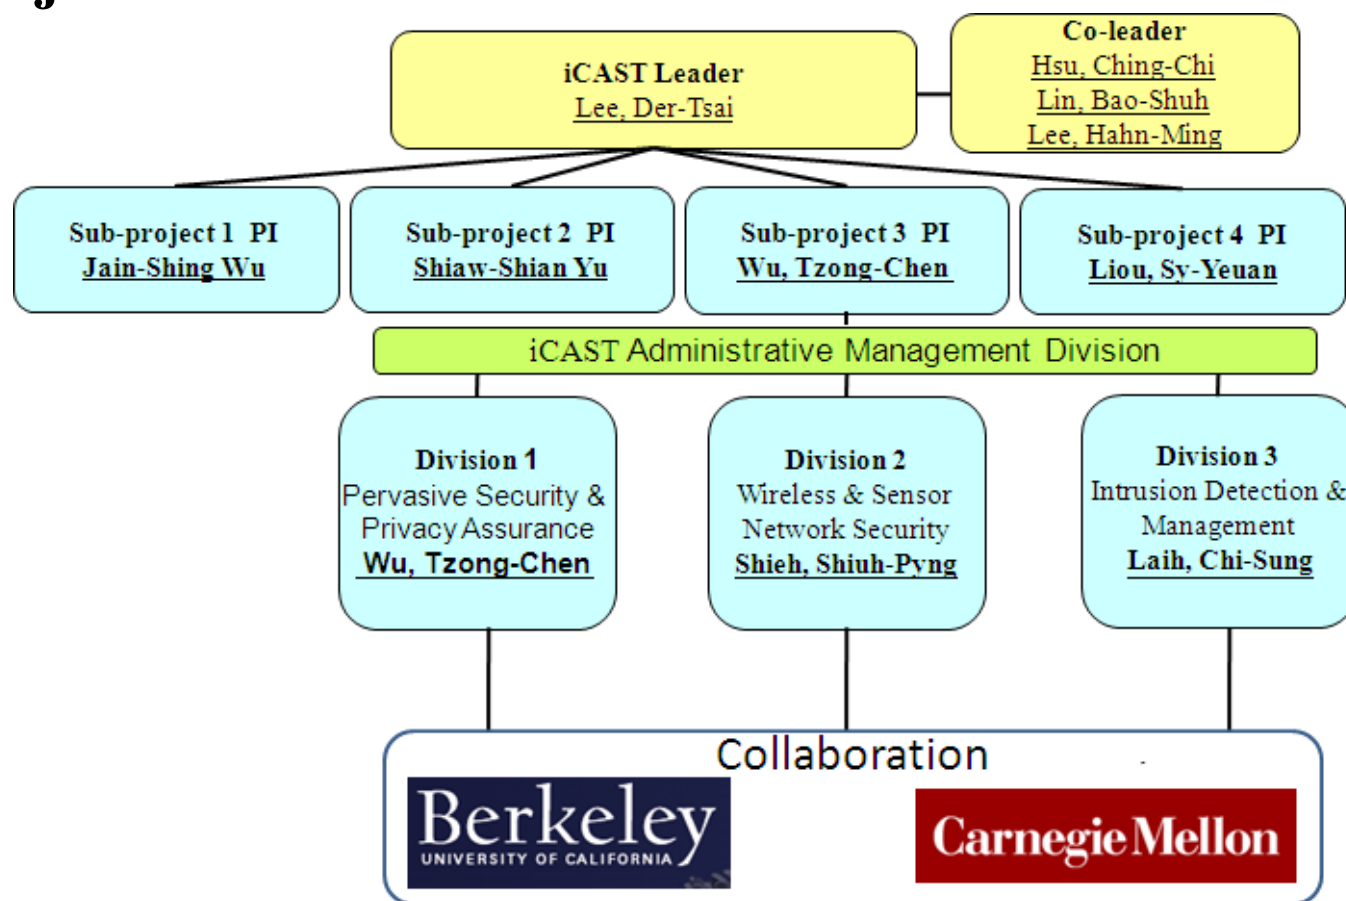 iCAST Leader
Lee, Der-Tsai
Co-leader
Hsu, Ching-Chi
Lin, Bao-Shuh
Lee, Hahn-Ming
Sub-project 1 PI
Jain-Shing Wu
Sub-project 2 PI
Shiaw-Shian Yu
Sub-project 3 PI
Wu, Tzong-Chen
Sub-project 4 PI
Liou, Sy-Yeuan
iCAST Administrative Management Division
Division 1
Pervasive Security &
Privacy Assurance
Wu, Tzong-Chen
Division 2
Wireless & Sensor
Network Security
Shieh, Shiuh-Pyng
Division 3
Intrusion Detection &
Management
Laih, Chi-Sung
Collaboration
Berkeley
UNIVERSITY OF CALIFORNIA
Carnegie Mellon